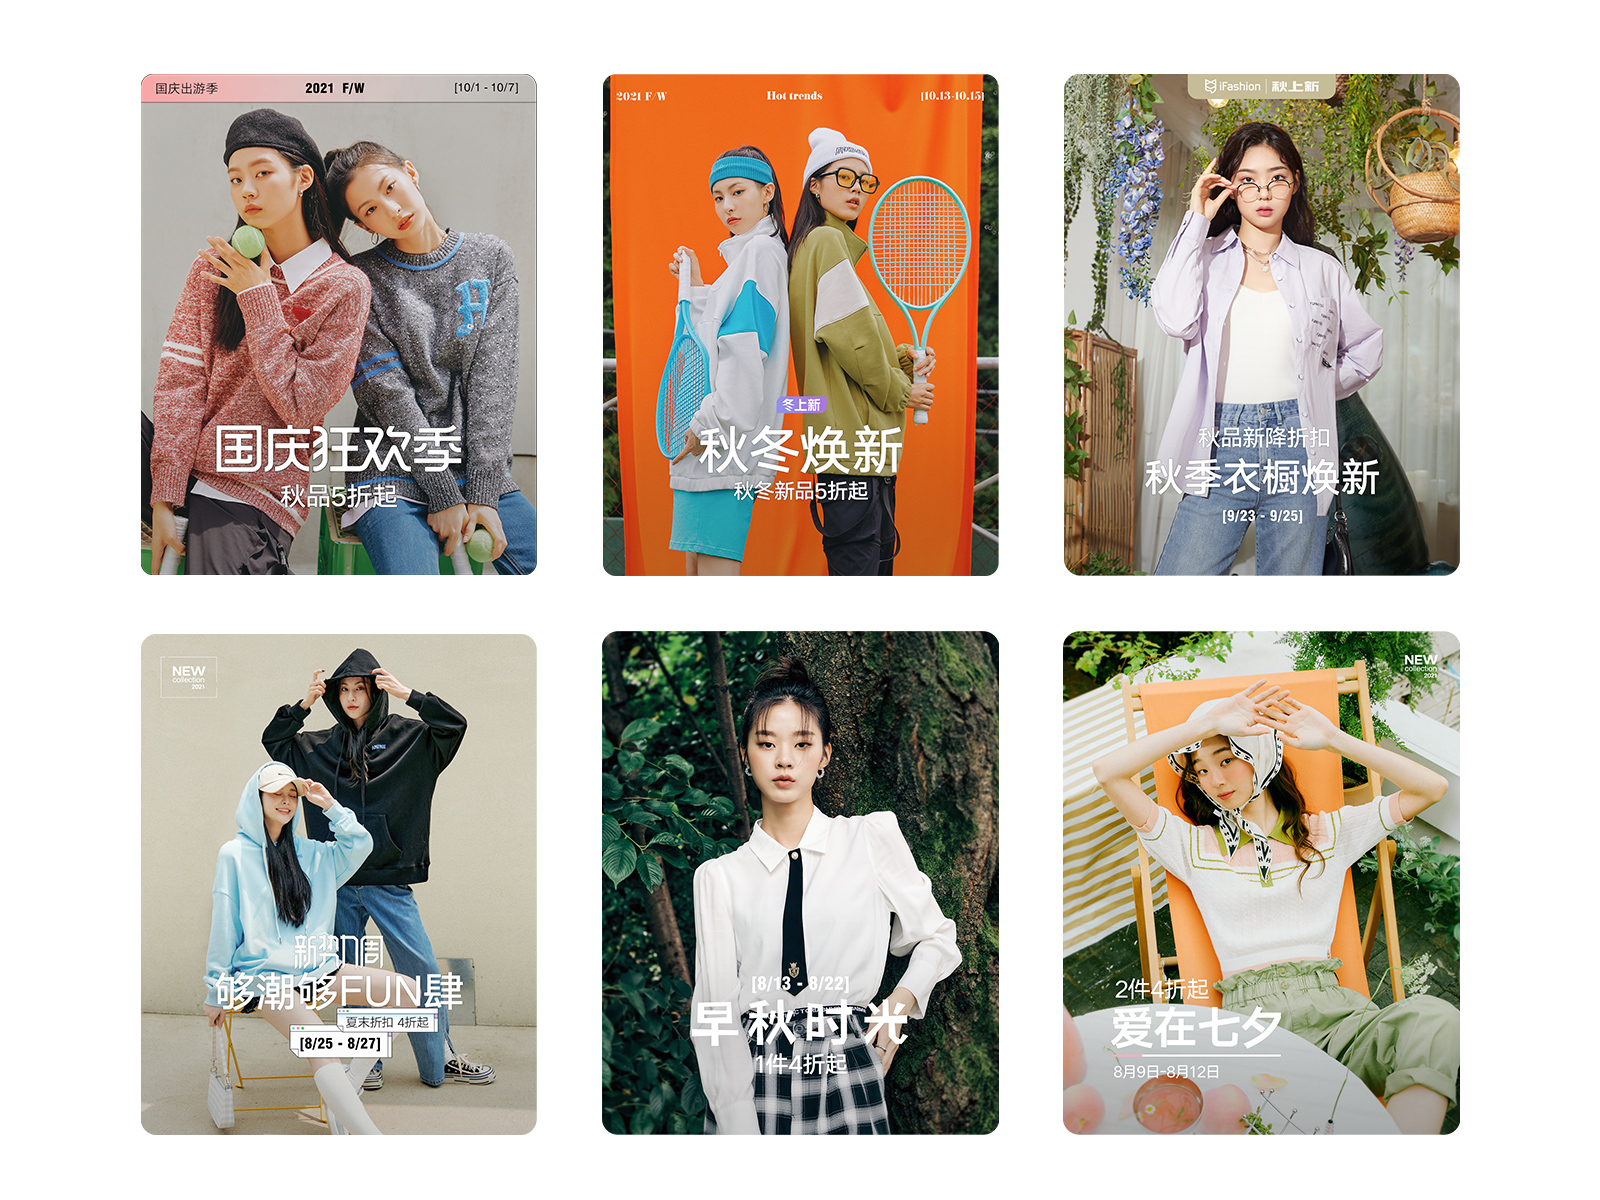 国庆出游季
2021 F/W
[10/1 - 10/7]
国庆狂欢季
秋品5折起
2021 F/W
Hot trends
[10.13-10.15]
冬上新
秋冬焕新
秋冬新品5折起
iFashion
秋上新
秋品新降折扣
秋季衣橱焕新
[9/23 - 9/25]
NEW
collection
2021
新势力周
够潮够FUN肆
夏末折扣 4折起
[8/25 - 8/27]
[8/13 - 8/22]
早秋时光
1件4折起
NEW
collection
2021
2件4折起
爱在七夕
8月9日-8月12日